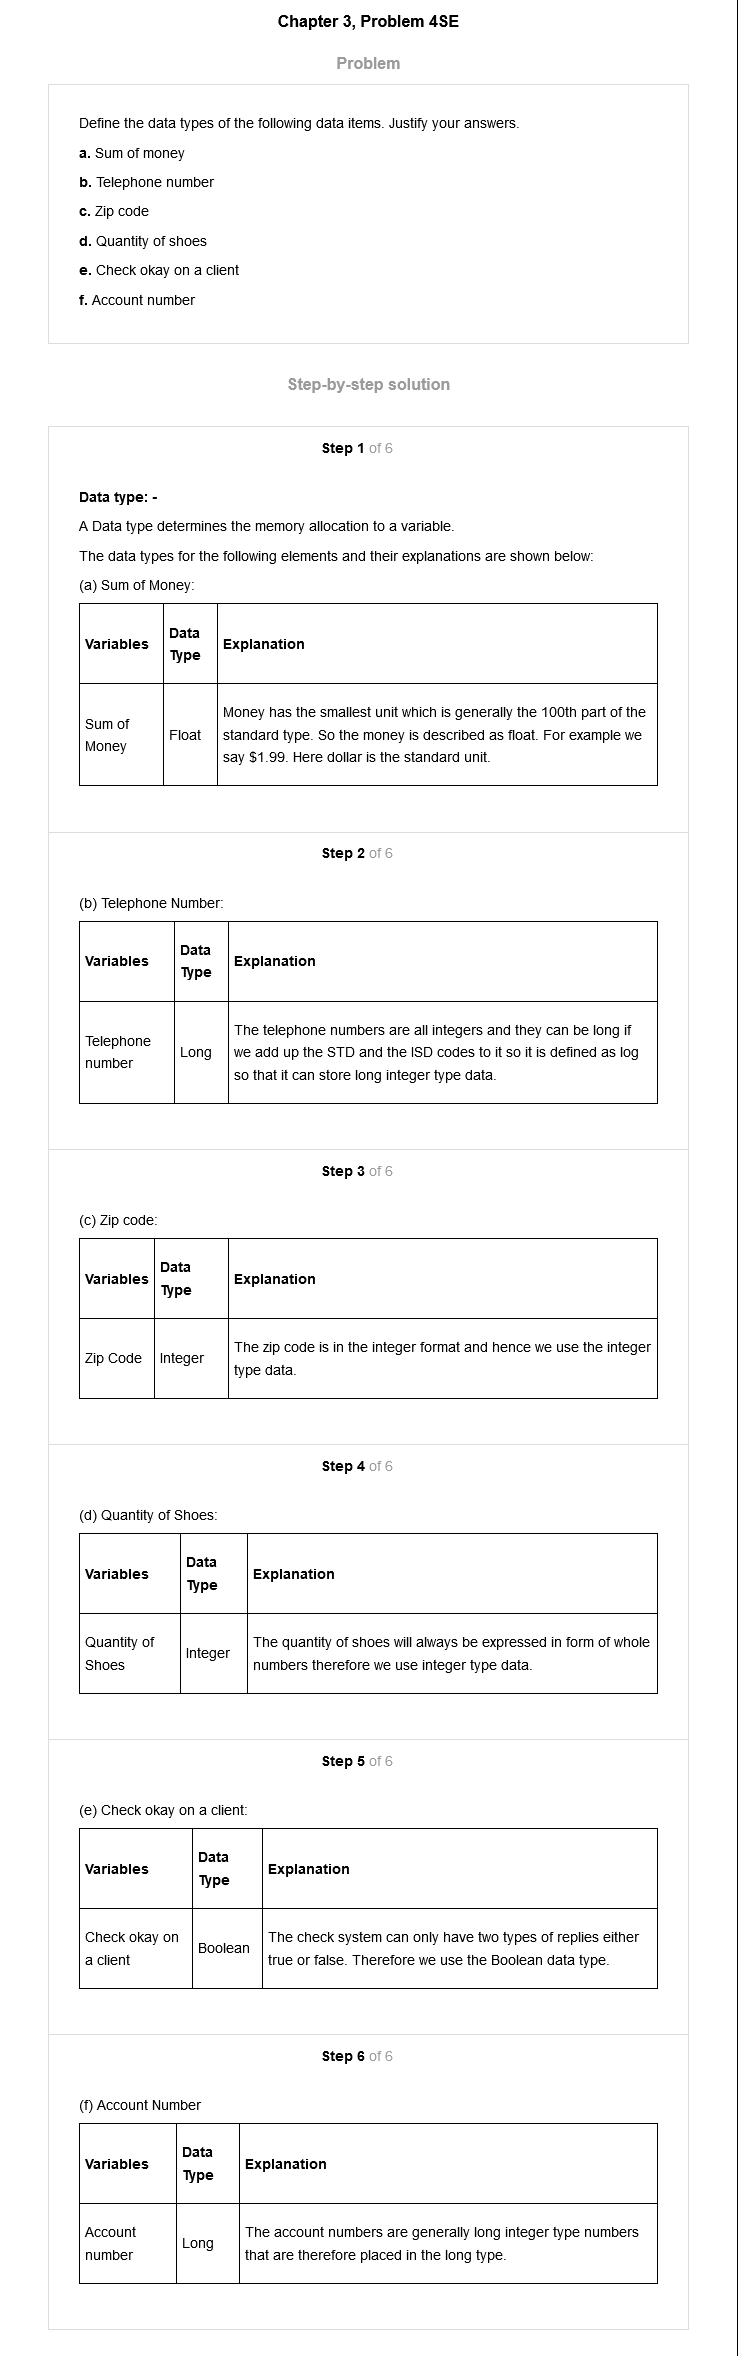 Chapter 3, Problem 4SE
Problem
Define the data types of the following data items. Justify your answers.
a. Sum of money
b. Telephone number
c. Zip code
d. Quantity of shoes
e. Check okay on a client
f. Account number
Step-by-step solution
Step 1 of 6
Data type: -
A Data type determines the memory allocation to a variable.
The data types for the following elements and their explanations are shown below:
(a) Sum of Money:
Variables
Data
Type
Explanation
Sum of
Money
Float
Money has the smallest unit which is generally the 100th part of the
standard type. So the money is described as float. For example we
say $1.99. Here dollar is the standard unit.
Step 2 of 6
(b) Telephone Number:
Variables
Data
Type
Explanation
Telephone
number
Long
The telephone numbers are all integers and they can be long if
we add up the STD and the ISD codes to it so it is defined as log
so that it can store long integer type data.
Step 3 of 6
(c) Zip code:
Variables
Data
Type
Explanation
Zip Code
Integer
The zip code is in the integer format and hence we use the integer
type data.
Step 4 of 6
(d) Quantity of Shoes:
Variables
Data
Type
Explanation
Quantity of
Shoes
Integer
The quantity of shoes will always be expressed in form of whole
numbers therefore we use integer type data.
Step 5 of 6
(e) Check okay on a client:
Variables
Data
Type
Explanation
Check okay on
a client
Boolean
The check system can only have two types of replies either
true or false. Therefore we use the Boolean data type.
Step 6 of 6
(f) Account Number
Variables
Data
Type
Explanation
Account
number
Long
The account numbers are generally long integer type numbers
that are therefore placed in the long type.